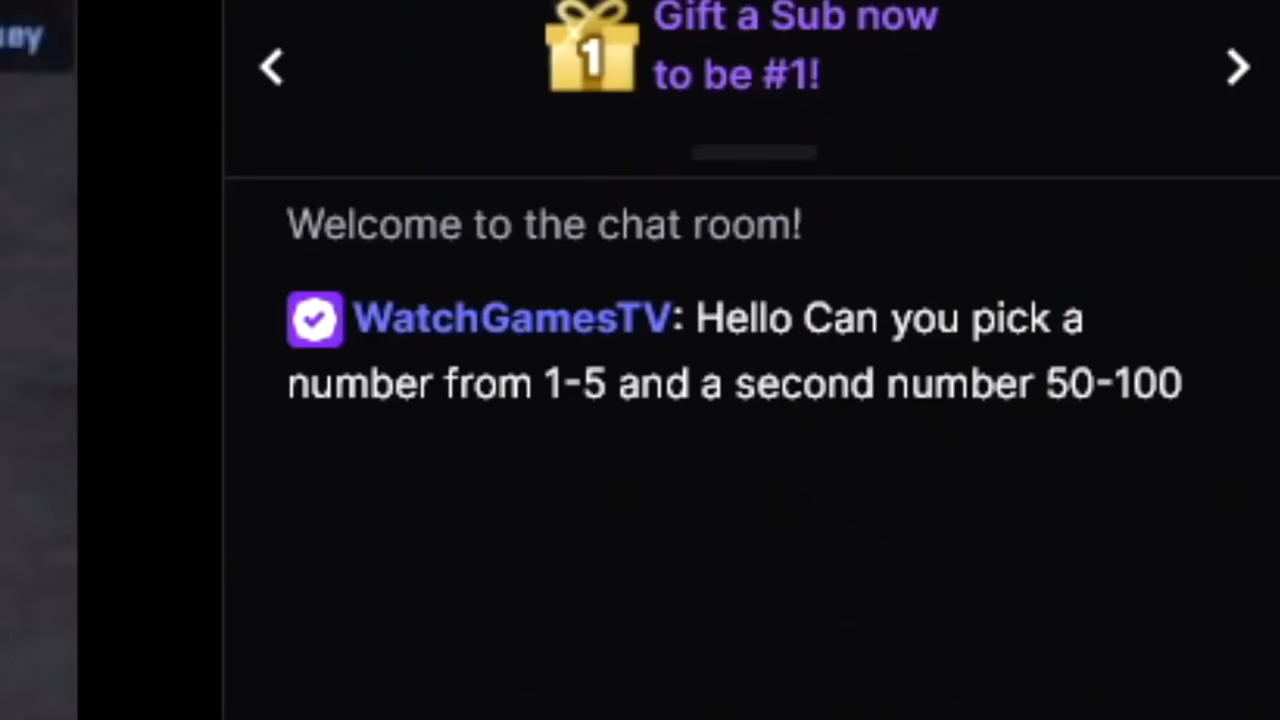 Gift a Sub now
1
to be #1!
Welcome to the chat room!
WatchGamesTV: Hello Can you pick a
number from 1-5 and a second number 50-100